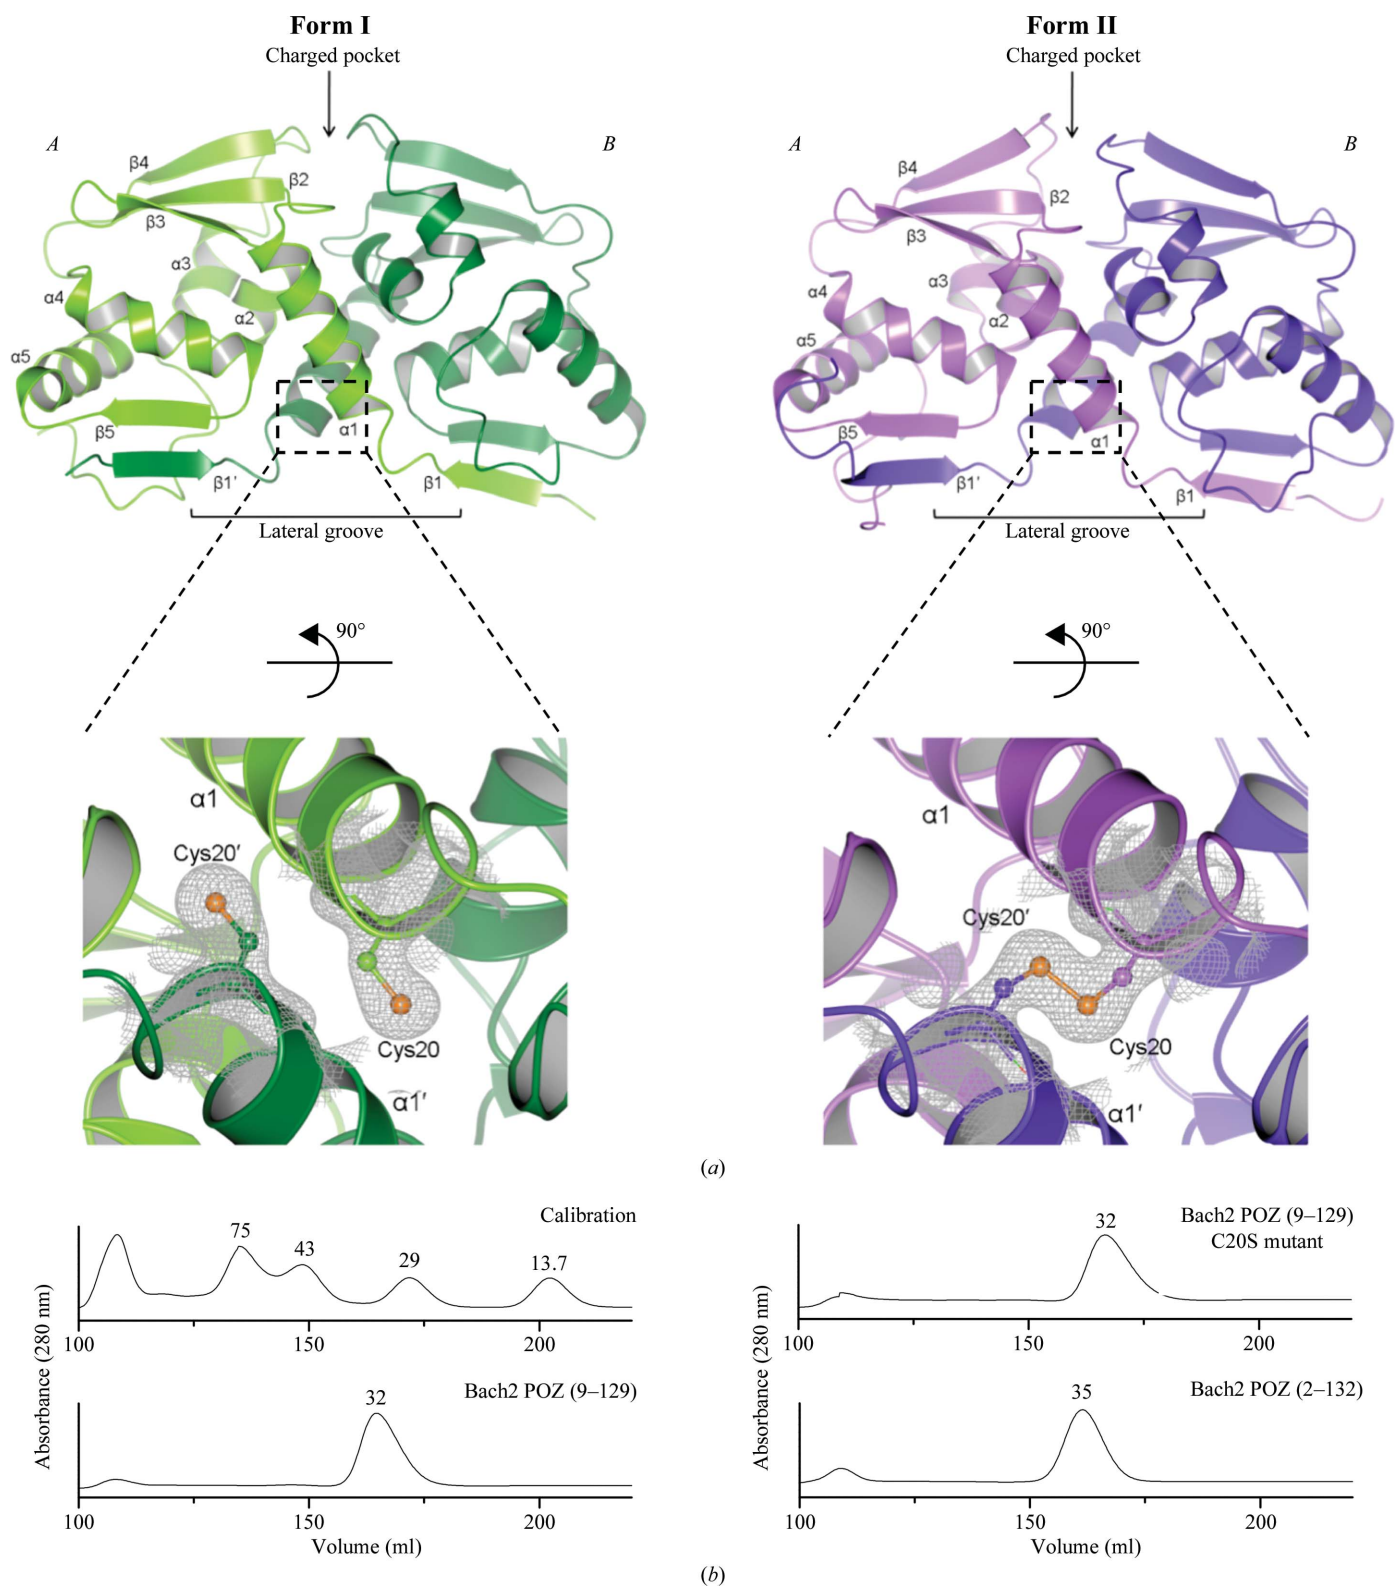 Form I
Charged pocket
A
B
β4
β2
β3
α3
α4
α2
α5
α1
β5
β1′
β1
Lateral groove
90°
α1
Cys20′
Cys20
α1′
Form II
Charged pocket
A
B
β4
β2
β3
α3
α4
α2
α5
α1
β5
β1′
β1
Lateral groove
90°
α1
Cys20′
Cys20
α1′
(a)
Calibration
75
43
29
13.7
100
150
200
Bach2 POZ (9–129)
32
100
150
200
Absorbance (280 nm)
Volume (ml)
Bach2 POZ (9–129)
C20S mutant
32
100
150
200
Bach2 POZ (2–132)
35
100
150
200
Absorbance (280 nm)
Volume (ml)
(b)